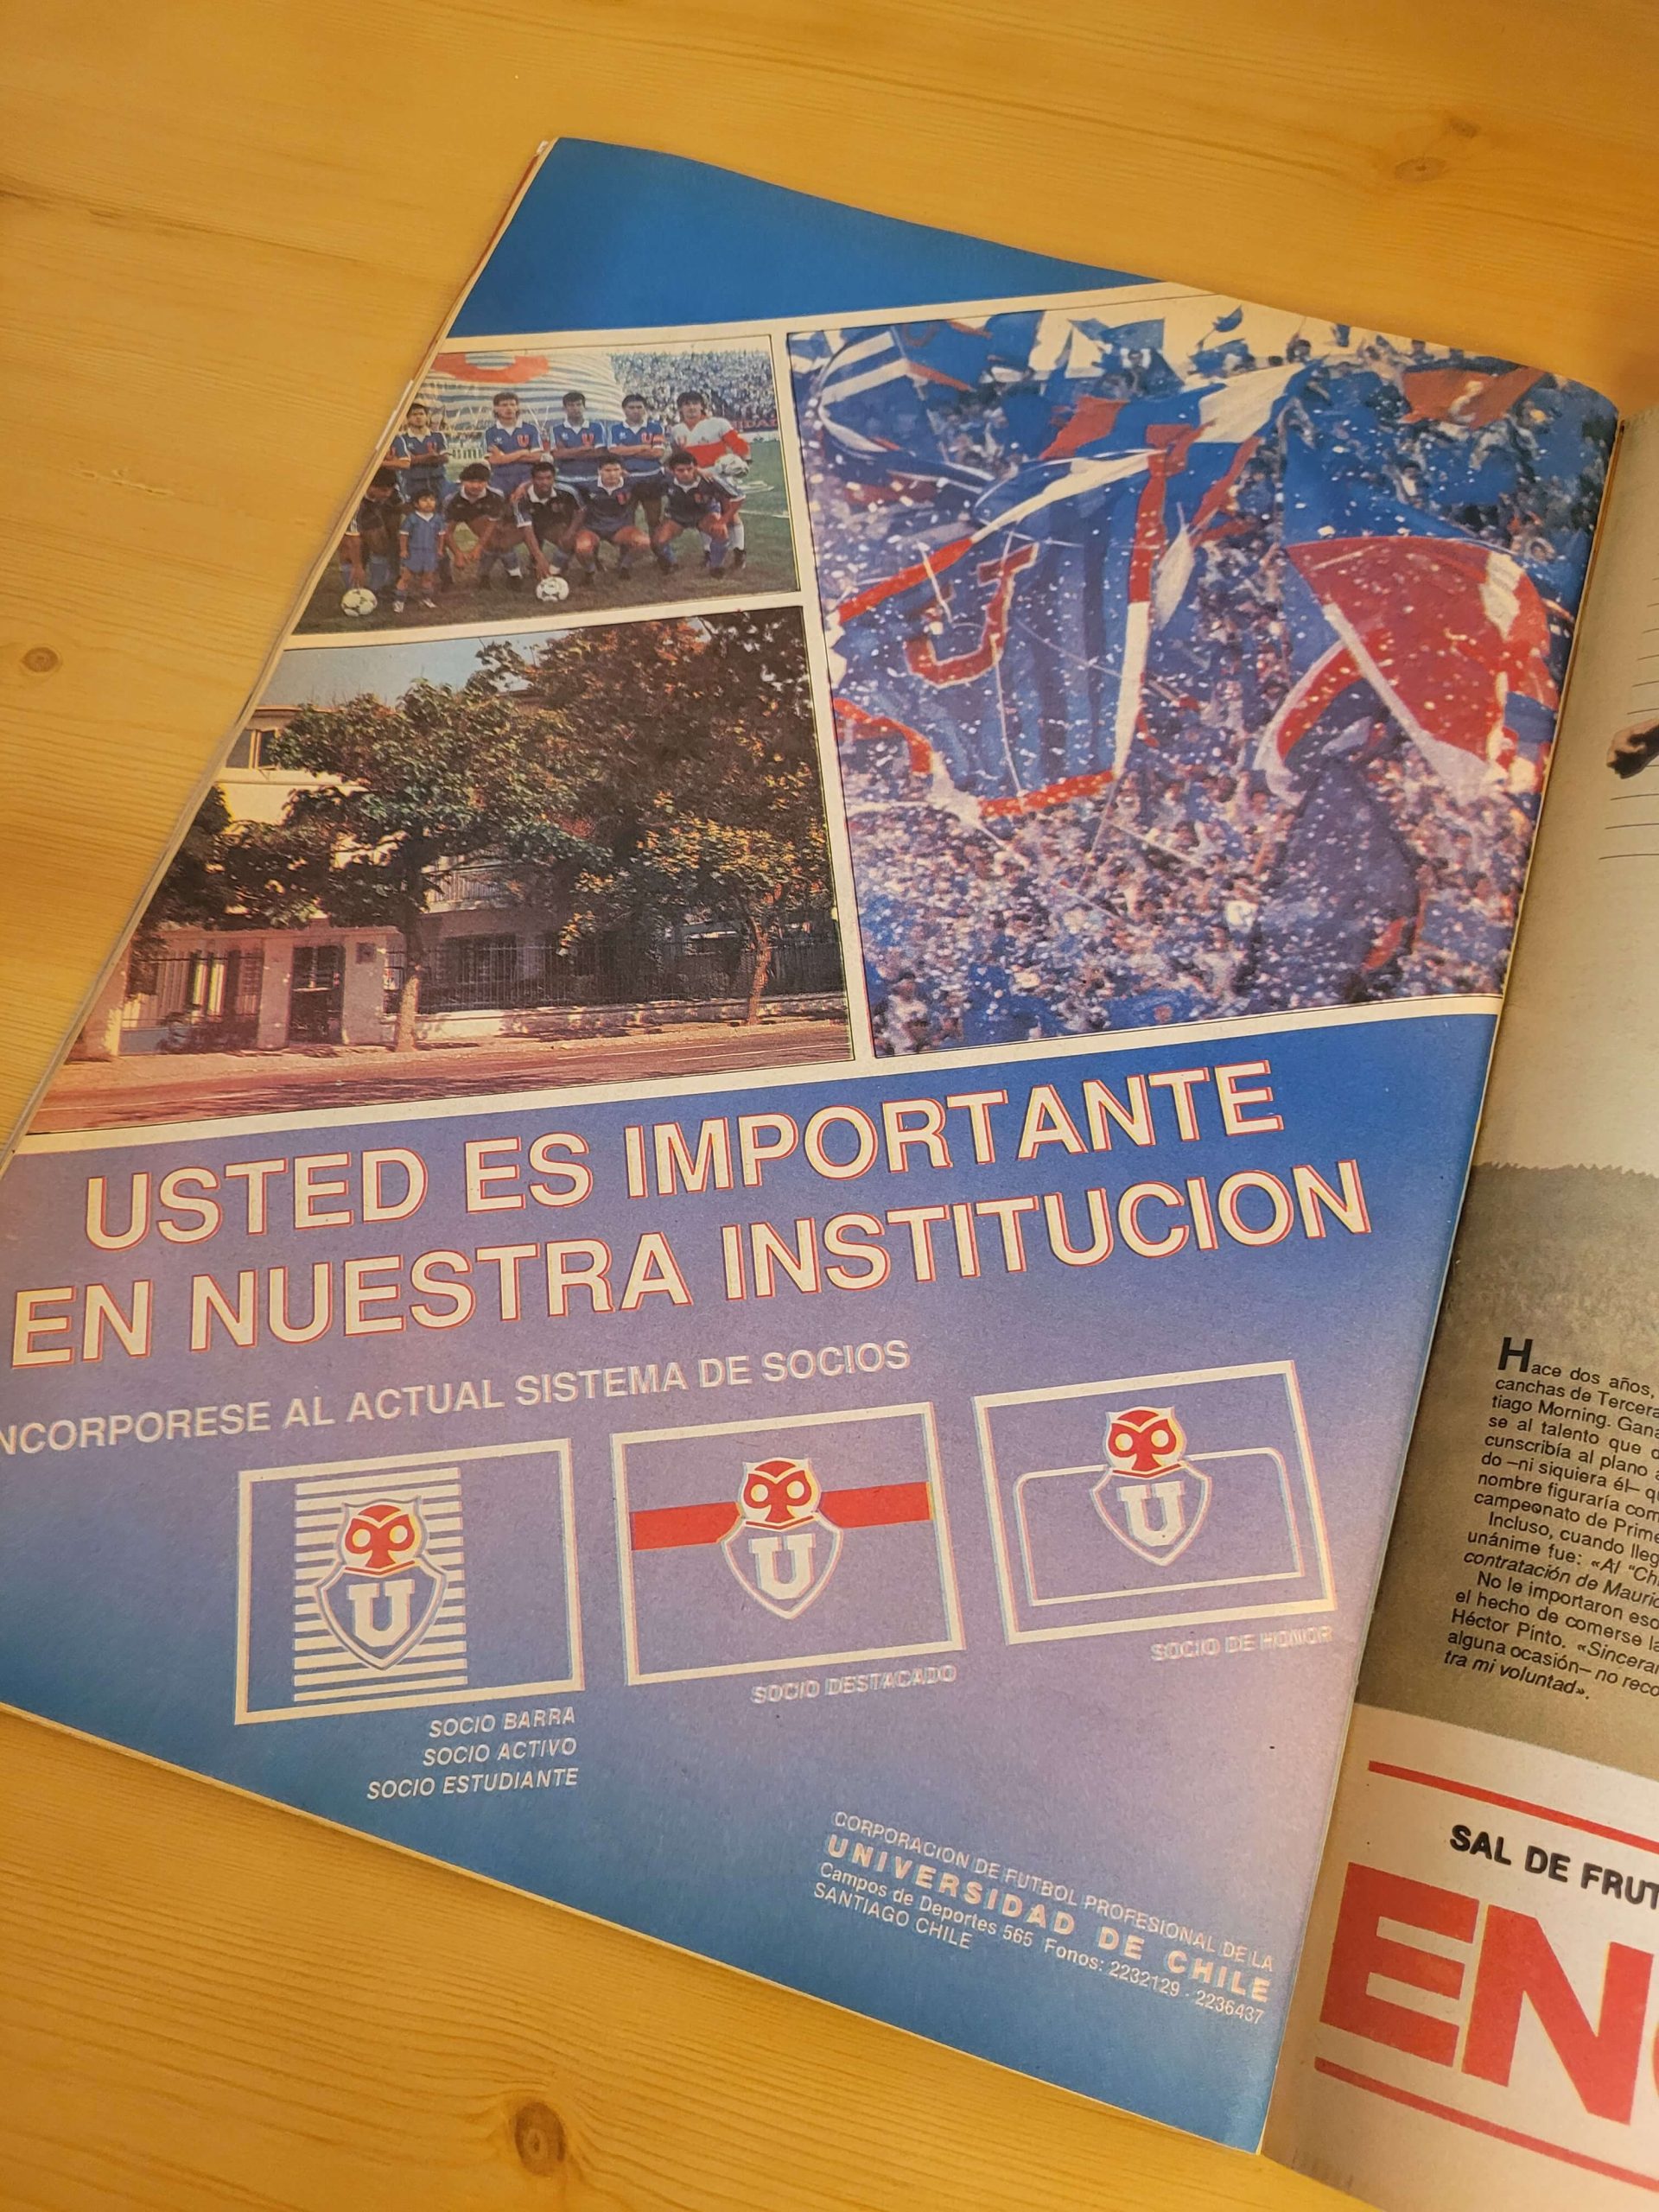 USTED ES IMPORTANTE
EN NUESTRA INSTITUCION
NCORPORESE AL ACTUAL SISTEMA DE SOCIOS
U
U
U
SOCIO BARRA
SOCIO ACTIVO
SOCIO ESTUDIANTE
SOCIO DESTACADO
SOCIO DE HONOR
CORPORACION DE FUTBOL PROFESIONAL DE LA
UNIVERSIDAD DE CHILE
Campos de Deportes 565 Fonos: 2232129 - 2236437
SANTIAGO CHILE
Hace dos años,
canchas de Tercera
tiago Morning. Gana
se al talento que
cunscribía al plano
do –ni siquiera él– q
nombre figuraría com
campeonato de Prime
Incluso, cuando lleg
unánime fue: «Al "Ch
contratación de Mauric
No le importaron eso
el hecho de comerse la
Héctor Pinto. «Sincera
alguna ocasión– no reco
tra mi voluntad».
SAL DE FRUT
EN